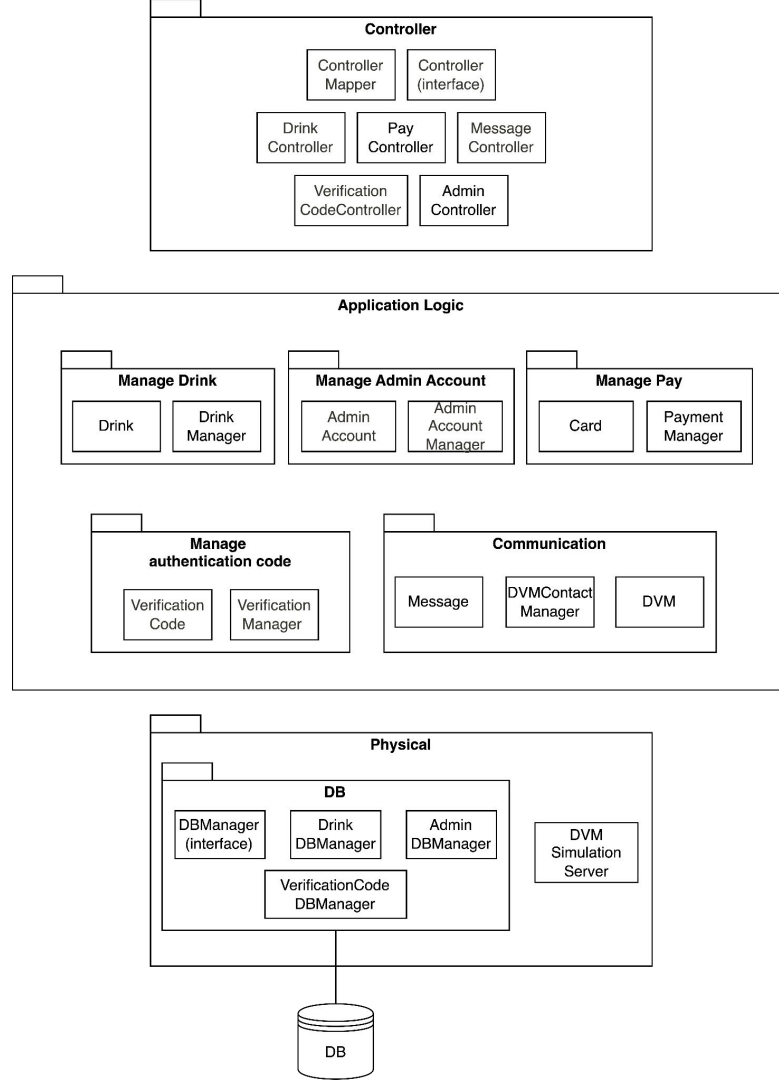 Controller
Controller
Mapper
Controller
(interface)
Drink
Controller
Pay
Controller
Message
Controller
Verification
CodeController
Admin
Controller
Application Logic
Manage Drink
Drink
Drink
Manager
Manage Admin Account
Admin
Account
Admin
Account
Manager
Manage Pay
Card
Payment
Manager
Manage
authentication code
Verification
Code
Verification
Manager
Communication
Message
DVMContact
Manager
DVM
Physical
DB
DBManager
(interface)
Drink
DBManager
Admin
DBManager
VerificationCode
DBManager
DVM
Simulation
Server
DB